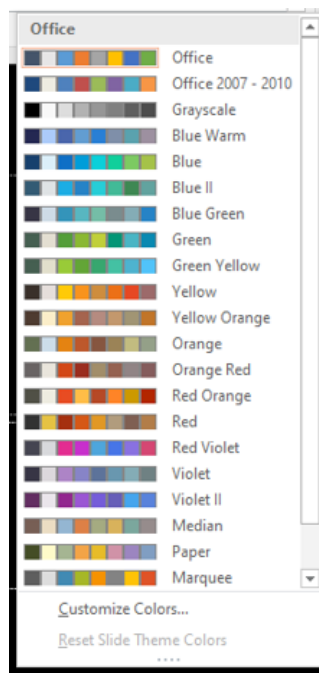 Office
Office
Office 2007 - 2010
Grayscale
Blue Warm
Blue
Blue II
Blue Green
Green
Green Yellow
Yellow
Yellow Orange
Orange
Orange Red
Red Orange
Red
Red Violet
Violet
Violet II
Median
Paper
Marquee
Customize Colors...
Reset Slide Theme Colors